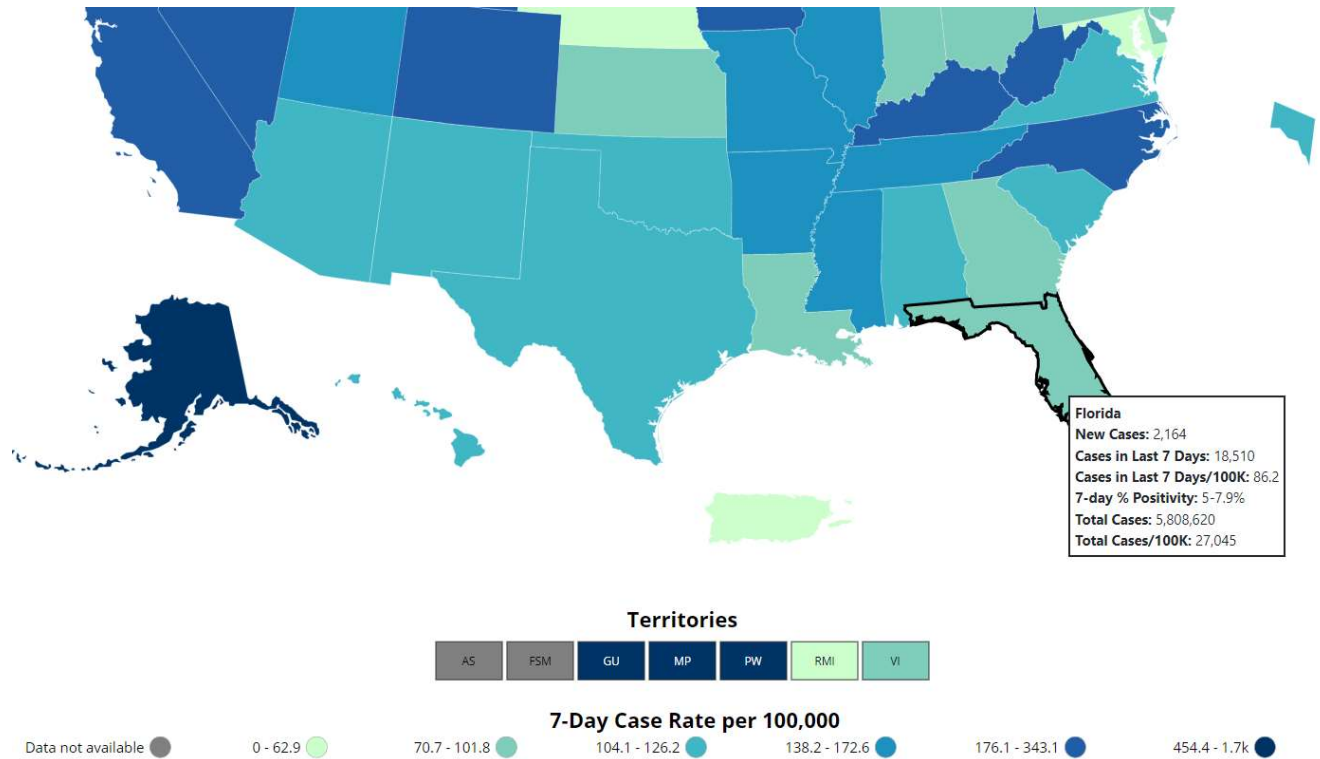 Florida
New Cases: 2,164
Cases in Last 7 Days: 18,510
Cases in Last 7 Days/100K: 86.2
7-day % Positivity: 5-7.9%
Total Cases: 5,808,620
Total Cases/100K: 27,045
Territories
AS FSM GU MP PW RMI VI
7-Day Case Rate per 100,000
Data not available 0 - 62.9 70.7 - 101.8 104.1 - 126.2 138.2 - 172.6 176.1 - 343.1 454.4 - 1.7k